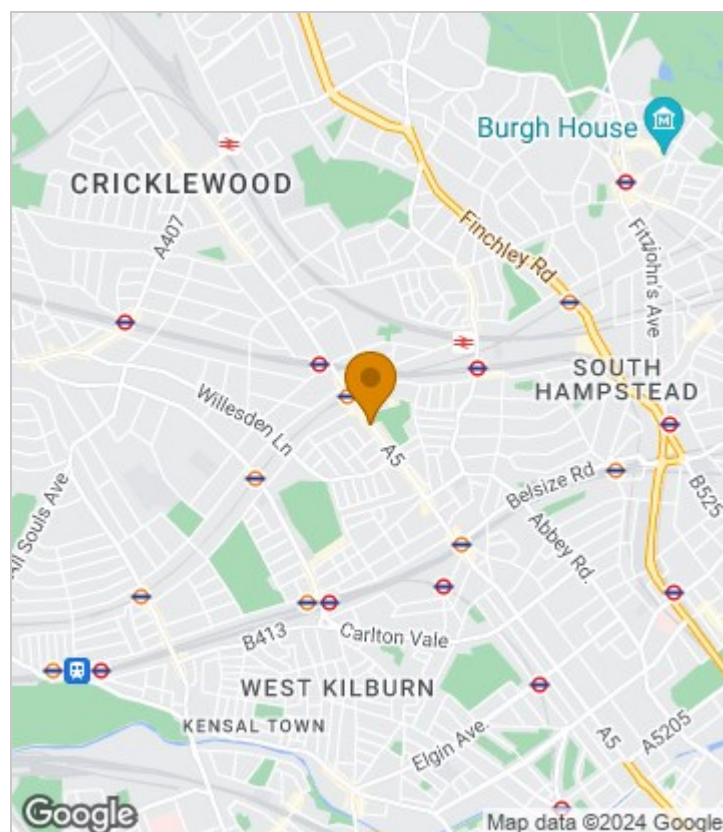 Burgh House
CRICKLEWOOD
A407
Finchley Rd
Fitzjohn's Ave
SOUTH
HAMPSTEAD
Willesden Ln
A5
Belsize Rd
B525
All Souls Ave
Abbey Rd.
B413
Carlton Vale
WEST KILBURN
KENSAL TOWN
Elgin Ave.
A5
A5205
Google
Map data ©2024 Google